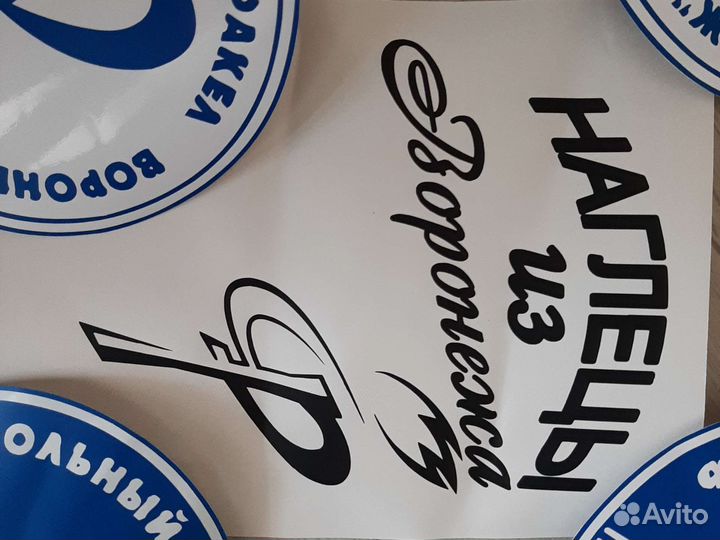 НАГЛЕЦЫ
из
Воронежа
ФАКЕЛ ВОРОН
ОЛЬНЫЙ
Avito